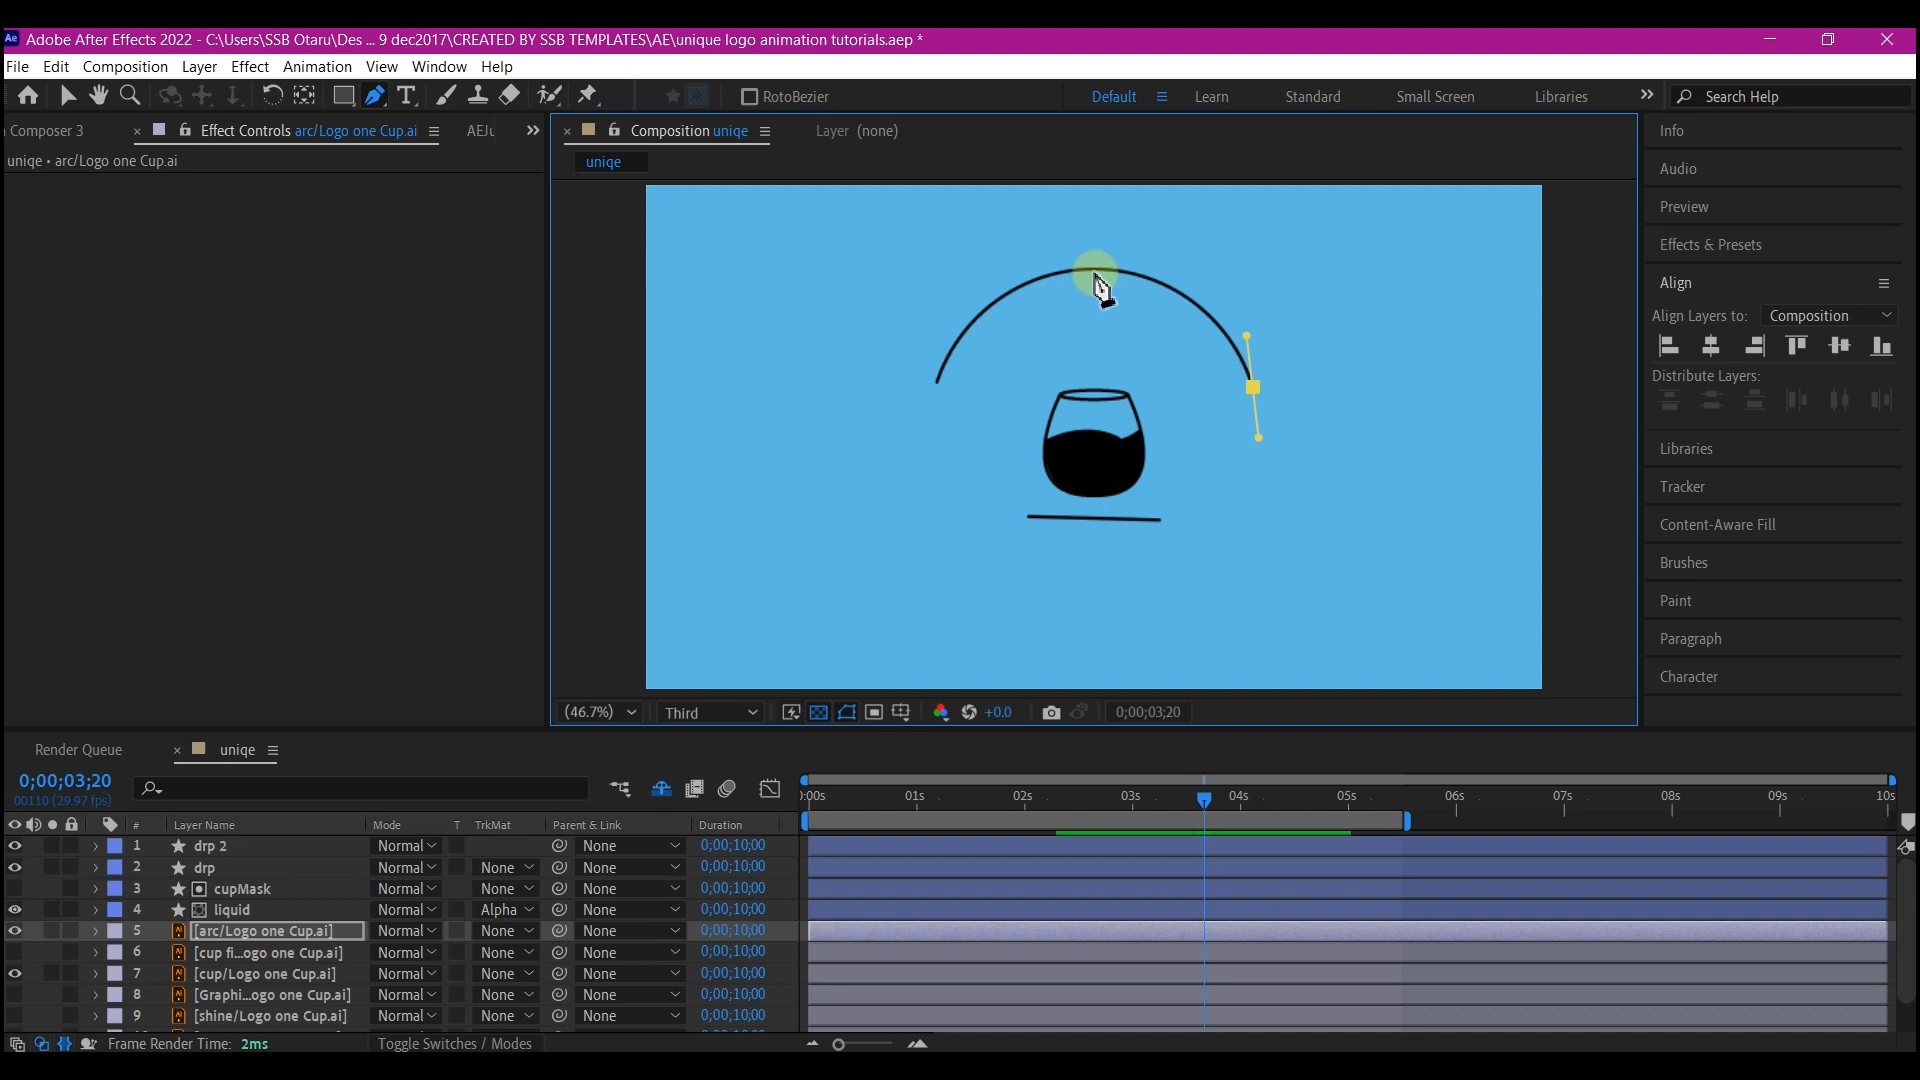 Ae Adobe After Effects 2022 - C:\Users\SSB Otaru\Des ... 9 dec2017\CREATED BY SSB TEMPLATES\AE\unique logo animation tutorials.aep *
File Edit Composition Layer Effect Animation View Window Help
RotoBezier Default Learn Standard Small Screen Libraries Search Help
Composer 3 Effect Controls arc/Logo one Cup.ai Composition uniqe Layer (none)
uniqe • arc/Logo one Cup.ai
uniqe
Info
Audio
Preview
Effects & Presets
Align
Align Layers to: Composition
Distribute Layers:
Libraries
Tracker
Content-Aware Fill
Brushes
Paint
Paragraph
Character
(46.7%) Third +0.0 0;00;03;20
Render Queue uniqe
0;00;03;20
00110 (29.97 fps)
):00s 01s 02s 03s 04s 05s 06s 07s 08s 09s 10s
# Layer Name Mode T TrkMat Parent & Link Duration
1 drp 2 Normal None 0;00;10;00
2 drp Normal None None 0;00;10;00
3 cupMask Normal None None 0;00;10;00
4 liquid Normal Alpha None 0;00;10;00
5 [arc/Logo one Cup.ai] Normal None None 0;00;10;00
6 [cup fi...ogo one Cup.ai] Normal None None 0;00;10;00
7 [cup/Logo one Cup.ai] Normal None None 0;00;10;00
8 [Graphi...ogo one Cup.ai] Normal None None 0;00;10;00
9 [shine/Logo one Cup.ai] Normal None None 0;00;10;00
Frame Render Time: 2ms Toggle Switches / Modes